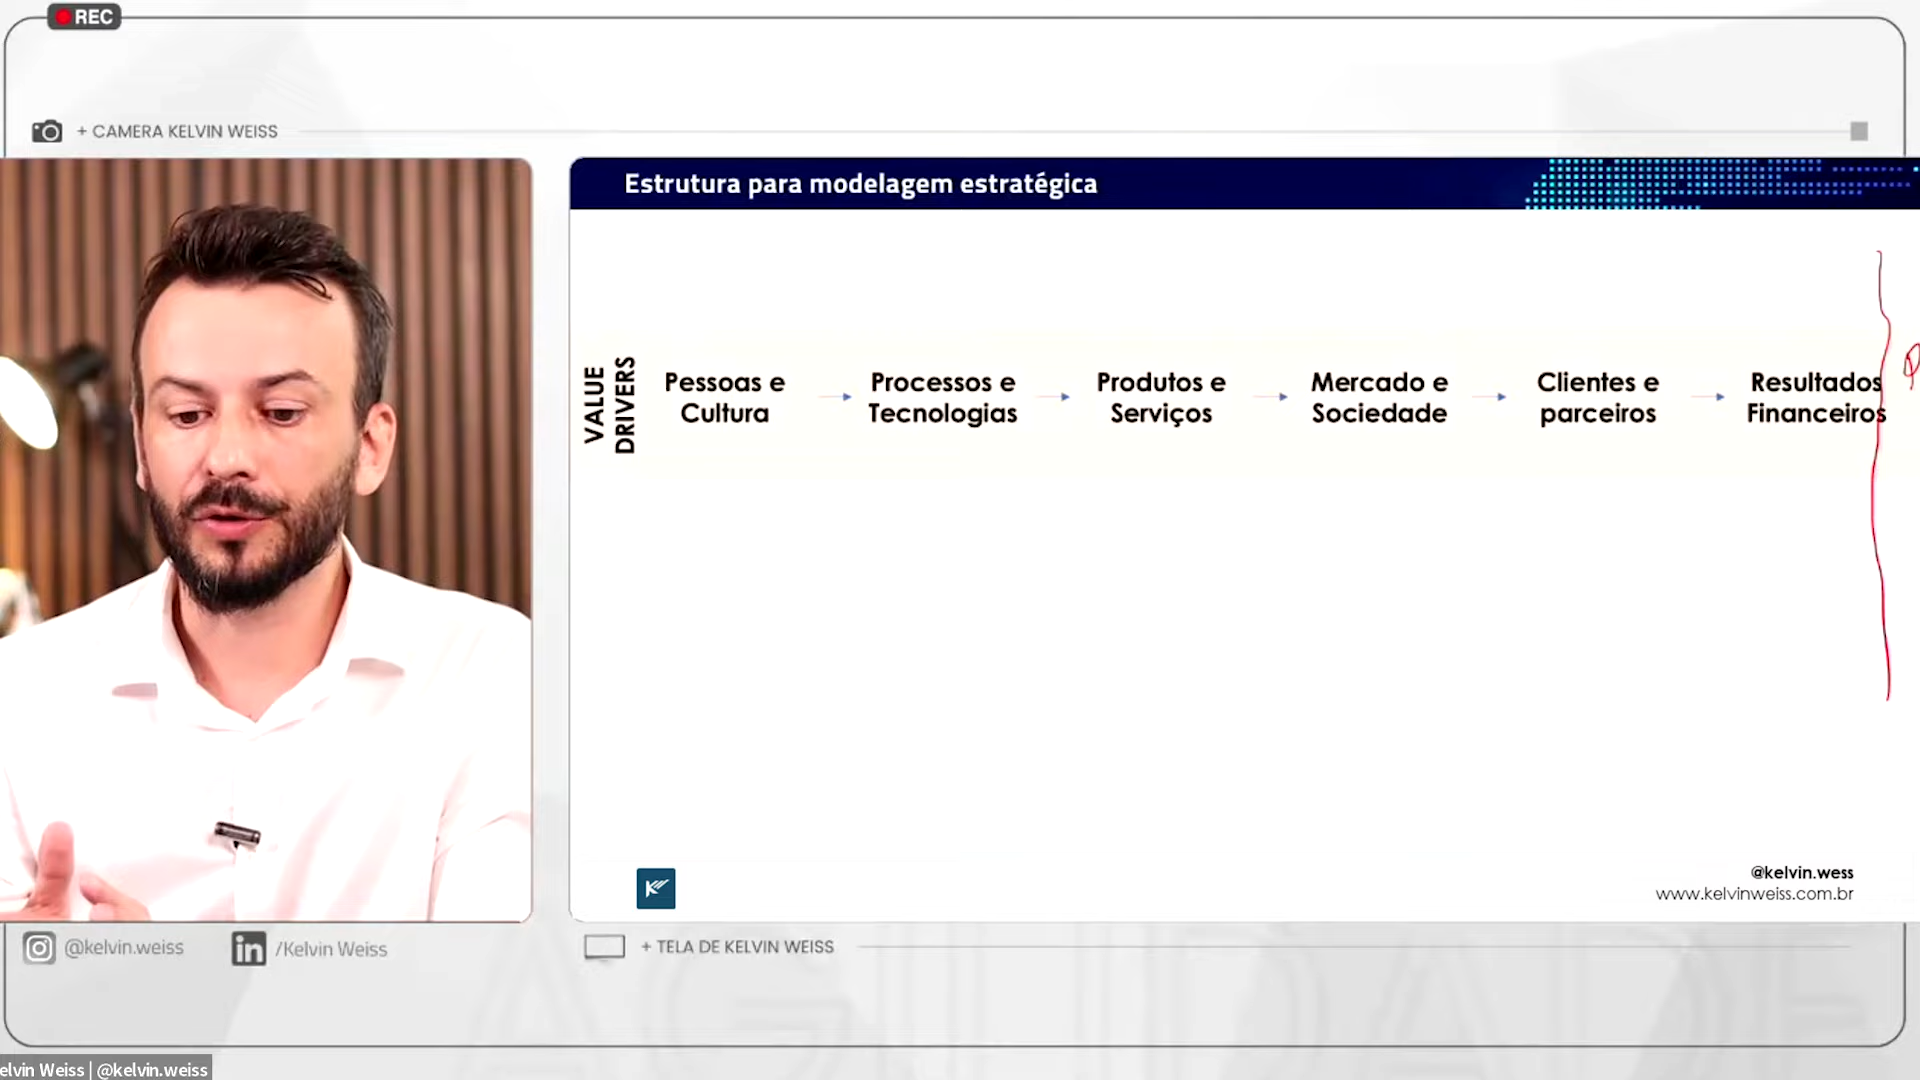 REC
+ CAMERA KELVIN WEISS
Estrutura para modelagem estratégica
VALUE
DRIVERS
Pessoas e
Cultura
Processos e
Tecnologias
Produtos e
Serviços
Mercado e
Sociedade
Clientes e
parceiros
Resultados
Financeiros
@kelvin.wess
www.kelvinweiss.com.br
@kelvin.weiss
in
/Kelvin Weiss
+ TELA DE KELVIN WEISS
elvin Weiss | @kelvin.weiss